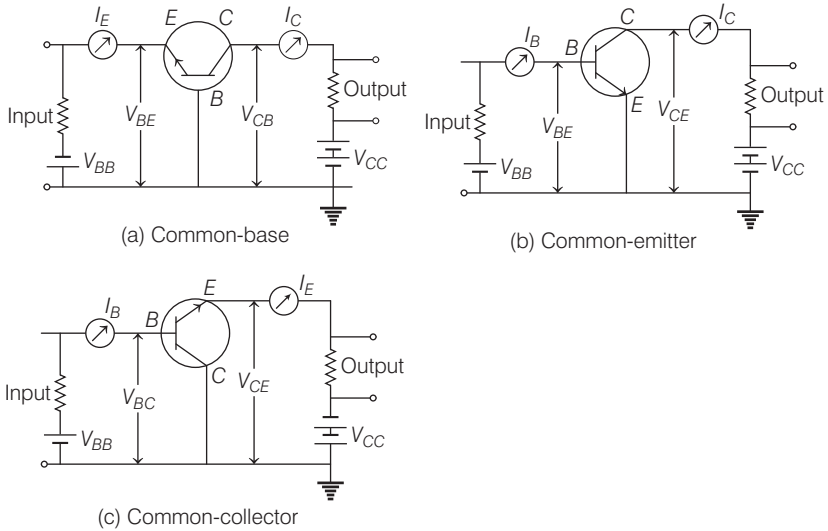 I_E E C I_C
B
Input V_BE V_CB Output
V_BB V_CC
(a) Common-base
I_B B C I_C
E
Input V_BE V_CE Output
V_BB V_CC
(b) Common-emitter
I_B B E I_E
C
Input V_BC V_CE Output
V_BB V_CC
(c) Common-collector